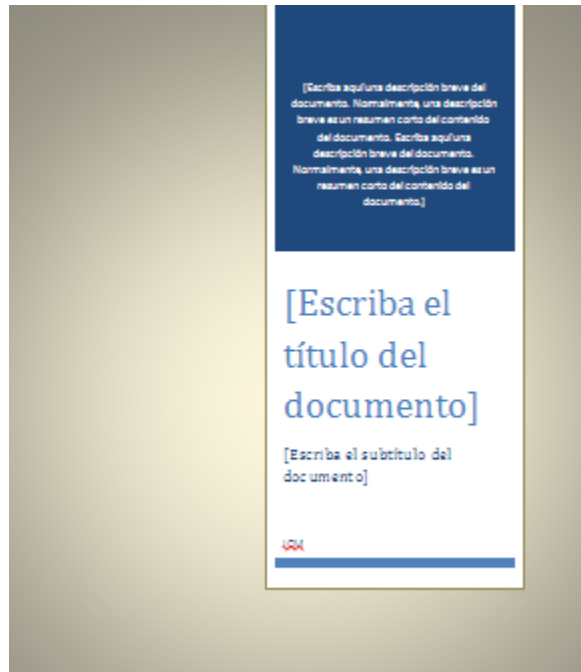 [Escriba aquí una descripción breve del
documento. Normalmente, una descripción
breve es un resumen corto del contenido
del documento. Escriba aquí una
descripción breve del documento.
Normalmente, una descripción breve es un
resumen corto del contenido del
documento.]
[Escriba el
título del
documento]
[Escriba el subtítulo del
documento]